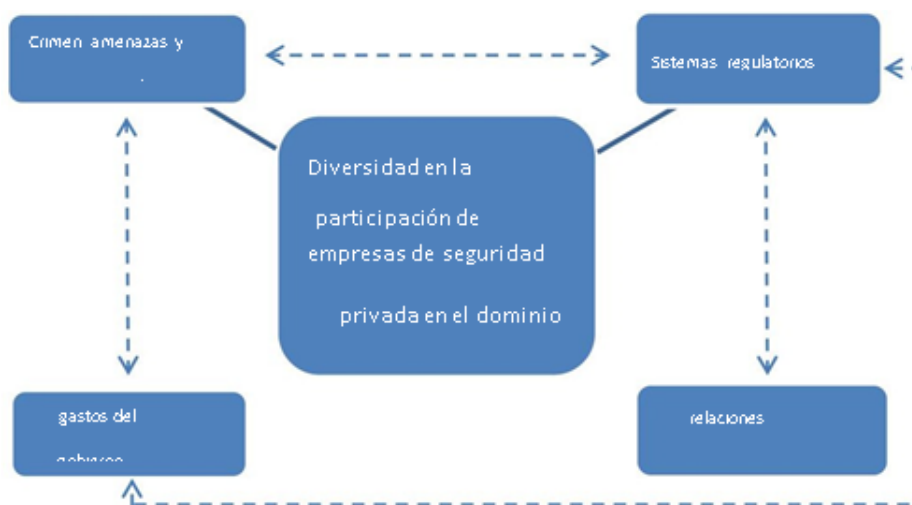 Crimen amenazas y
Sistemas regulatorios
Diversidad en la
participación de
empresas de seguridad
privada en el dominio
gastos del
relaciones